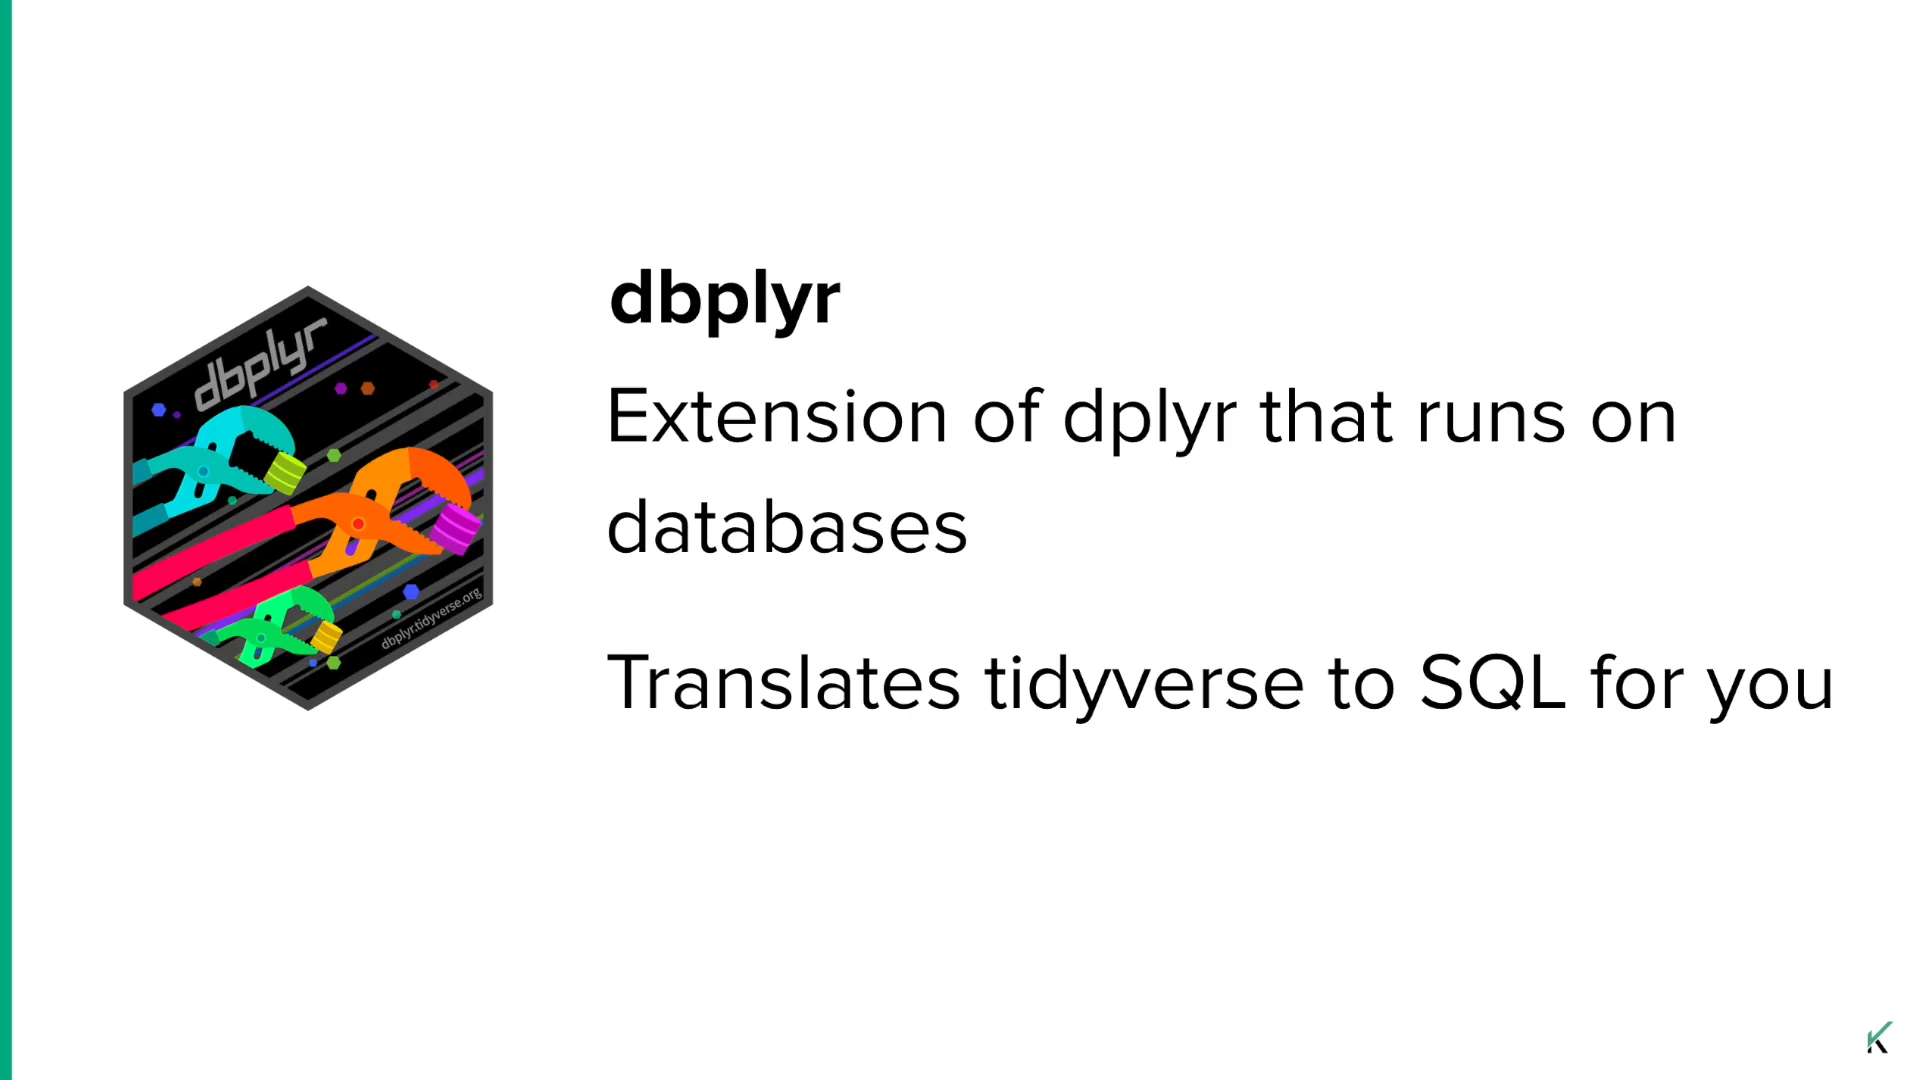 dbplyr
dbplyr.tidyverse.org
dbplyr
Extension of dplyr that runs on
databases
Translates tidyverse to SQL for you
K